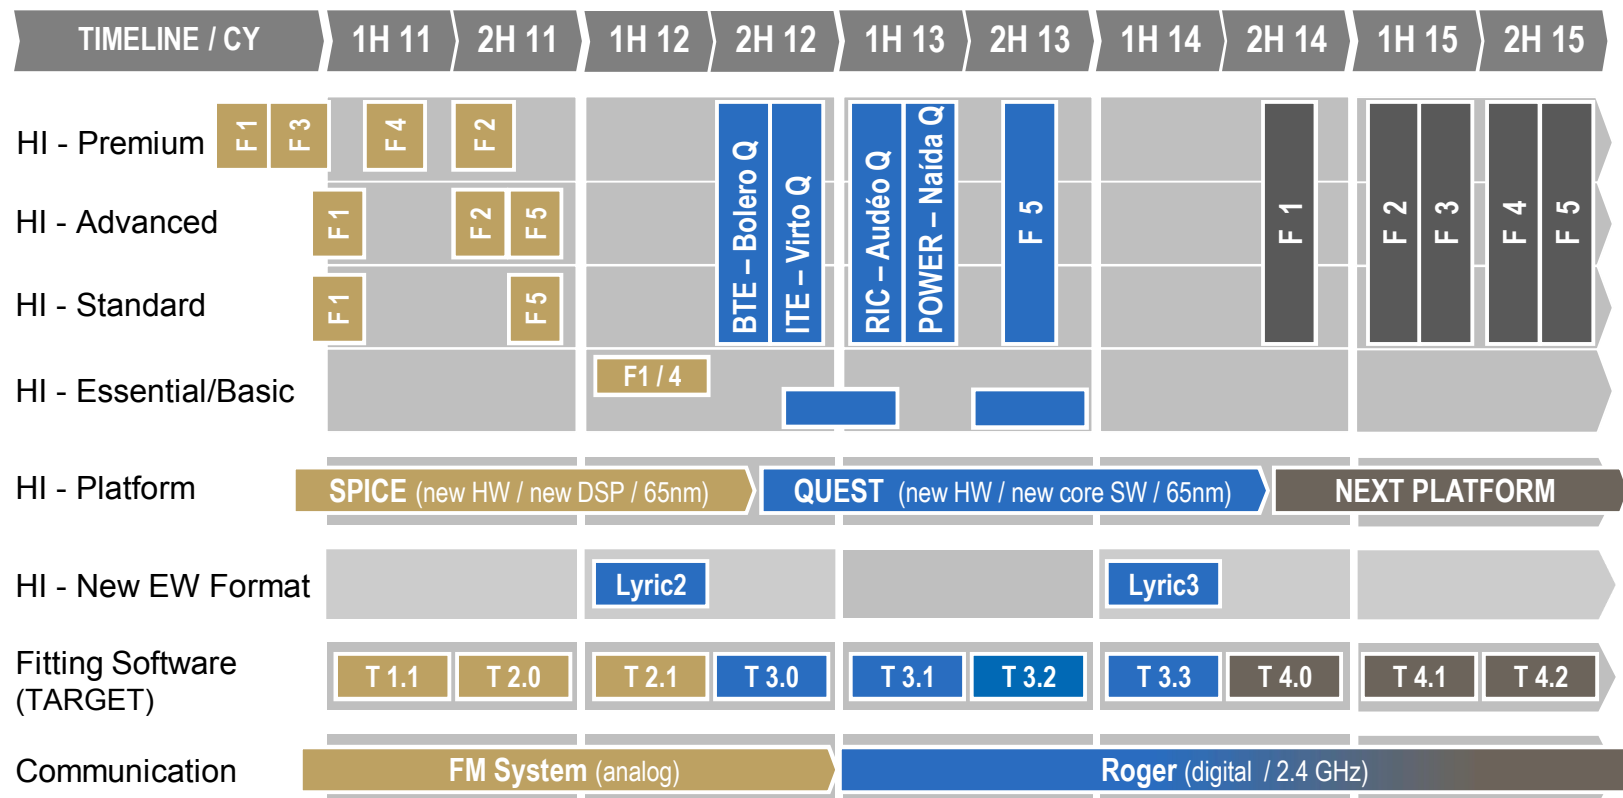 TIMELINE / CY
1H 11
2H 11
1H 12
2H 12
1H 13
2H 13
1H 14
2H 14
1H 15
2H 15
HI - Premium
F 1
F 3
F 4
F 2
HI - Advanced
F 1
F 2
F 5
HI - Standard
F 1
F 5
BTE – Bolero Q
ITE – Virto Q
RIC – Audéo Q
POWER – Naída Q
F 5
F 1
F 2
F 3
F 4
F 5
HI - Essential/Basic
F1 / 4
HI - Platform
SPICE (new HW / new DSP / 65nm)
QUEST (new HW / new core SW / 65nm)
NEXT PLATFORM
HI - New EW Format
Lyric2
Lyric3
Fitting Software
(TARGET)
T 1.1
T 2.0
T 2.1
T 3.0
T 3.1
T 3.2
T 3.3
T 4.0
T 4.1
T 4.2
Communication
FM System (analog)
Roger (digital / 2.4 GHz)